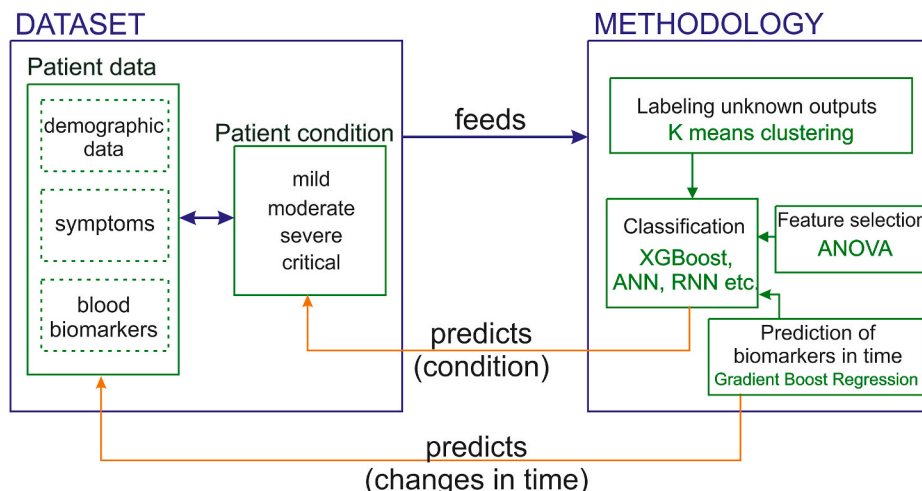 DATASET
Patient data
demographic
data
symptoms
blood
biomarkers
Patient condition
mild
moderate
severe
critical
feeds
METHODOLOGY
Labeling unknown outputs
K means clustering
Classification
XGBoost,
ANN, RNN etc.
Feature selection
ANOVA
Prediction of
biomarkers in time
Gradient Boost Regression
predicts
(condition)
predicts
(changes in time)